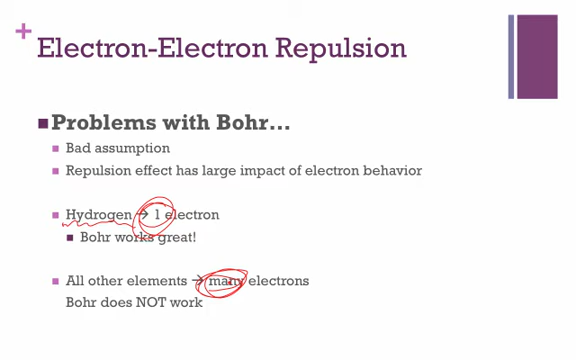 +
Electron-Electron Repulsion
Problems with Bohr...
Bad assumption
Repulsion effect has large impact of electron behavior
Hydrogen → 1 electron
Bohr works great!
All other elements → many electrons
Bohr does NOT work